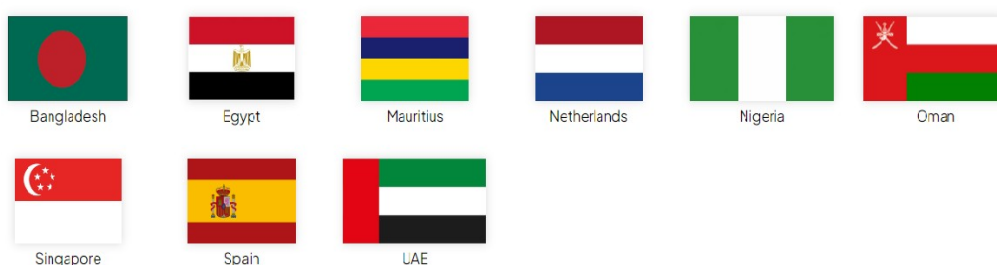 Bangladesh Egypt Mauritius Netherlands Nigeria Oman
Singapore Spain UAE